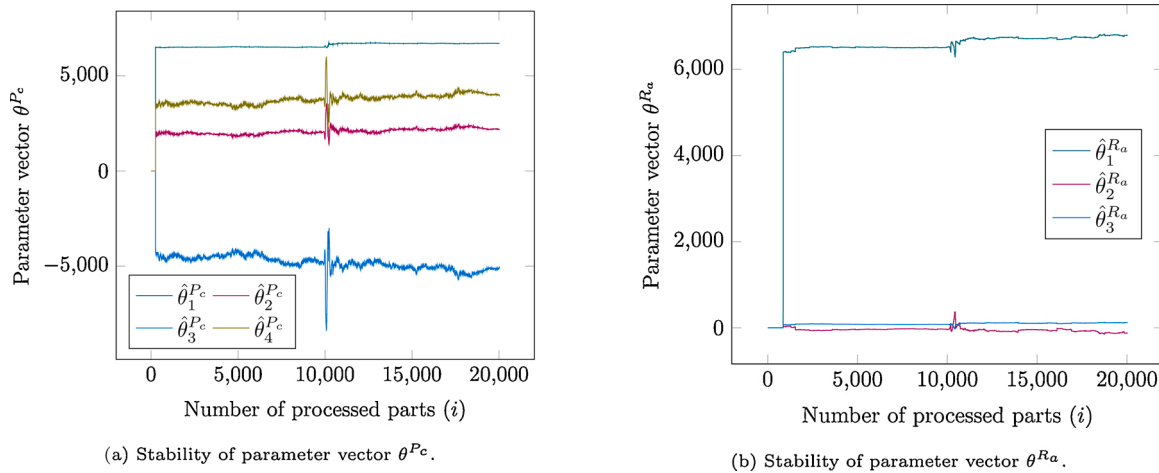 5,000
0
−5,000
Parameter vector θ^{P_c}
θ̂_1^{P_c} θ̂_2^{P_c}
θ̂_3^{P_c} θ̂_4^{P_c}
0 5,000 10,000 15,000 20,000
Number of processed parts (i)
(a) Stability of parameter vector θ^{P_c}.
6,000
4,000
2,000
0
Parameter vector θ^{R_a}
θ̂_1^{R_a}
θ̂_2^{R_a}
θ̂_3^{R_a}
0 5,000 10,000 15,000 20,000
Number of processed parts (i)
(b) Stability of parameter vector θ^{R_a}.